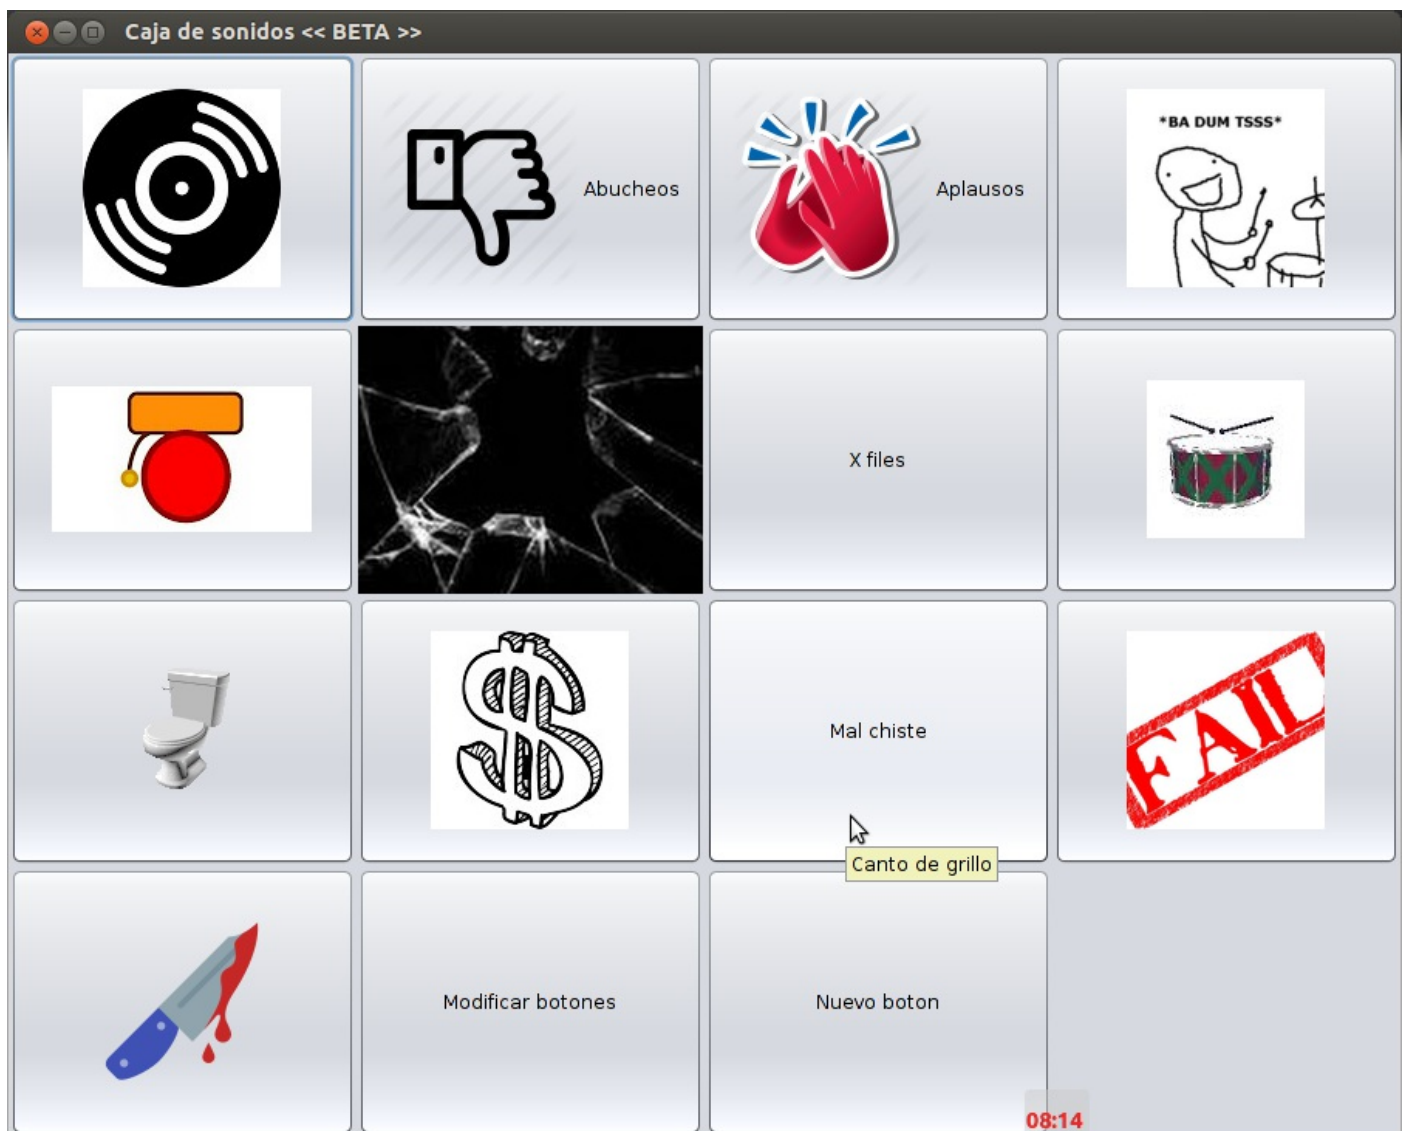 Caja de sonidos << BETA >>
Abucheos
Aplausos
*BA DUM TSSS*
X files
Mal chiste
FAIL
Canto de grillo
Modificar botones
Nuevo boton
08:14